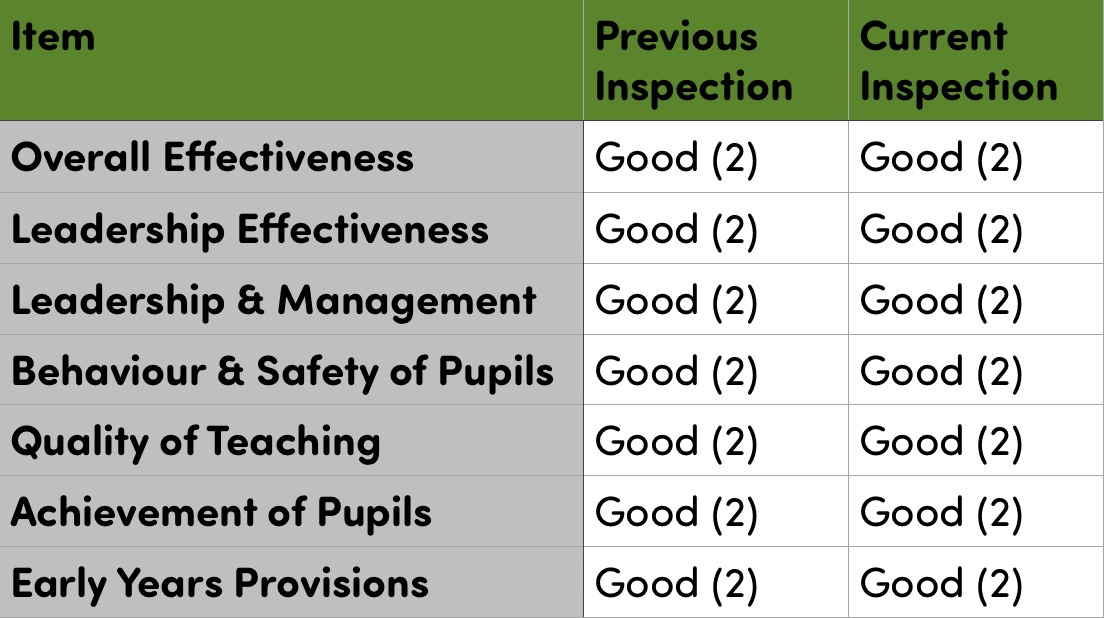 Item Previous Inspection Current Inspection
Overall Effectiveness Good (2) Good (2)
Leadership Effectiveness Good (2) Good (2)
Leadership & Management Good (2) Good (2)
Behaviour & Safety of Pupils Good (2) Good (2)
Quality of Teaching Good (2) Good (2)
Achievement of Pupils Good (2) Good (2)
Early Years Provisions Good (2) Good (2)